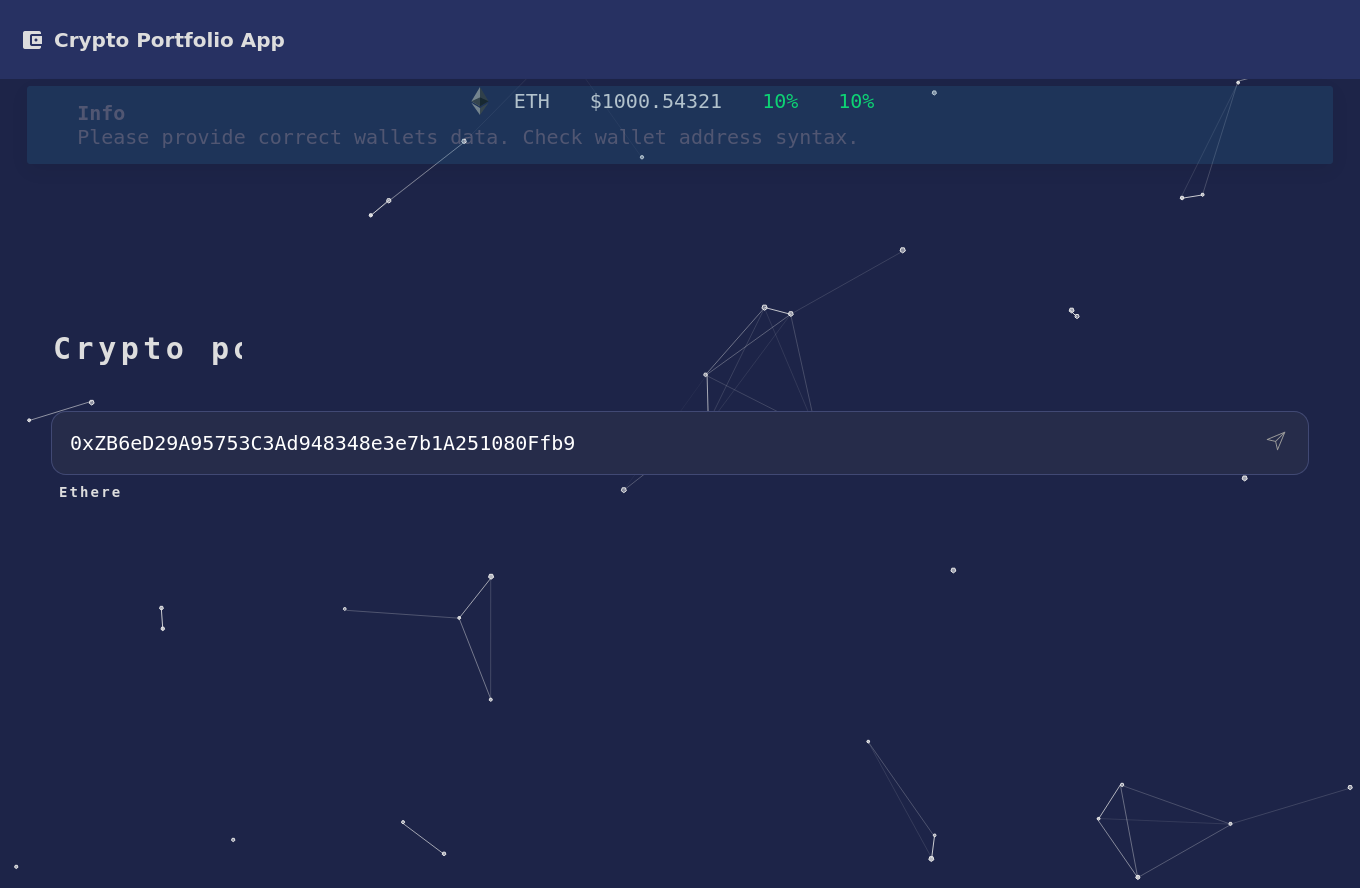 Crypto Portfolio App
ETH $1000.54321 10% 10%
Info
Please provide correct wallets data. Check wallet address syntax.
Crypto po
0xZB6eD29A95753C3Ad948348e3e7b1A251080Ffb9
Ethere